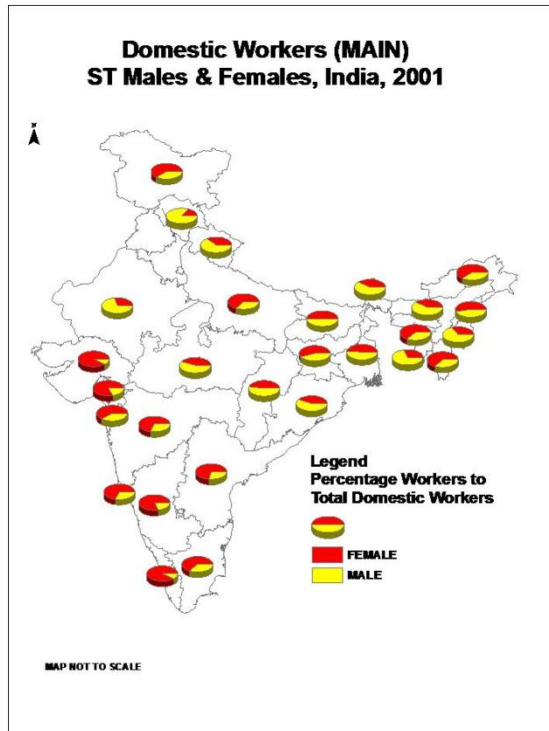 Domestic Workers (MAIN)
ST Males & Females, India, 2001
Legend
Percentage Workers to
Total Domestic Workers
FEMALE
MALE
MAP NOT TO SCALE